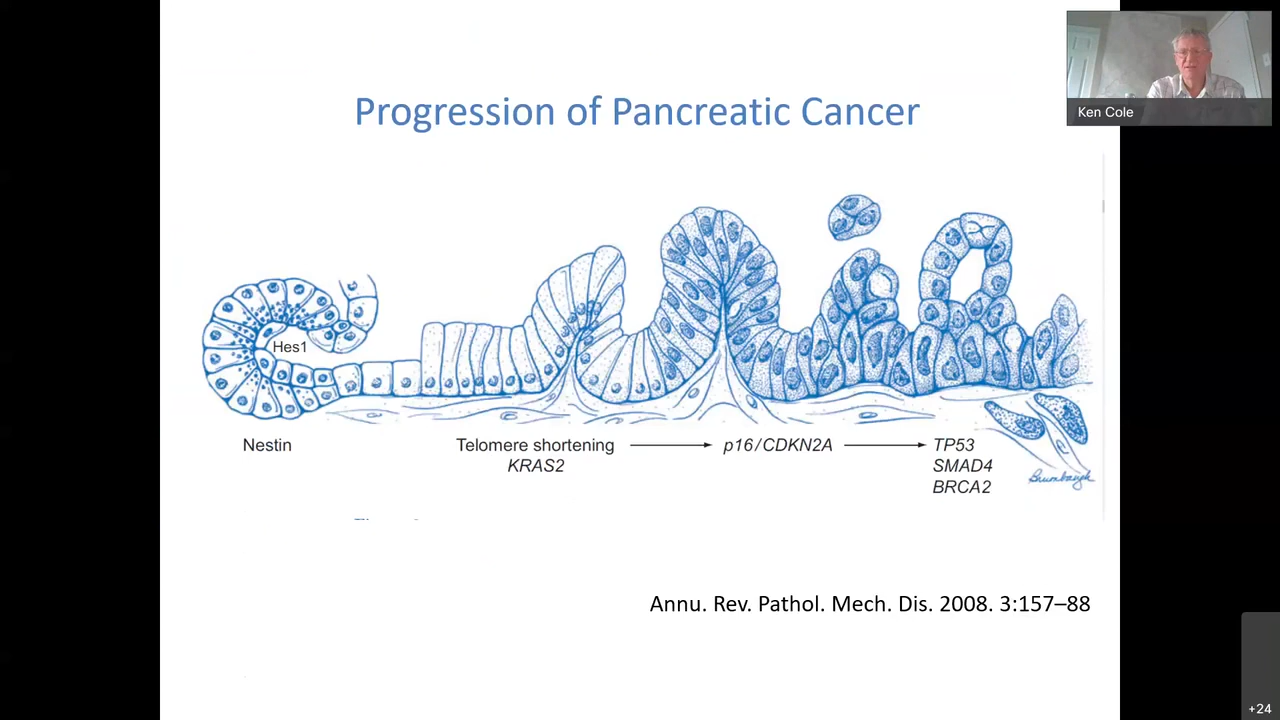 Progression of Pancreatic Cancer
Ken Cole
Hes1
Nestin
Telomere shortening
KRAS2
p16/CDKN2A
TP53
SMAD4
BRCA2
Brumbaugh
Annu. Rev. Pathol. Mech. Dis. 2008. 3:157–88
+24